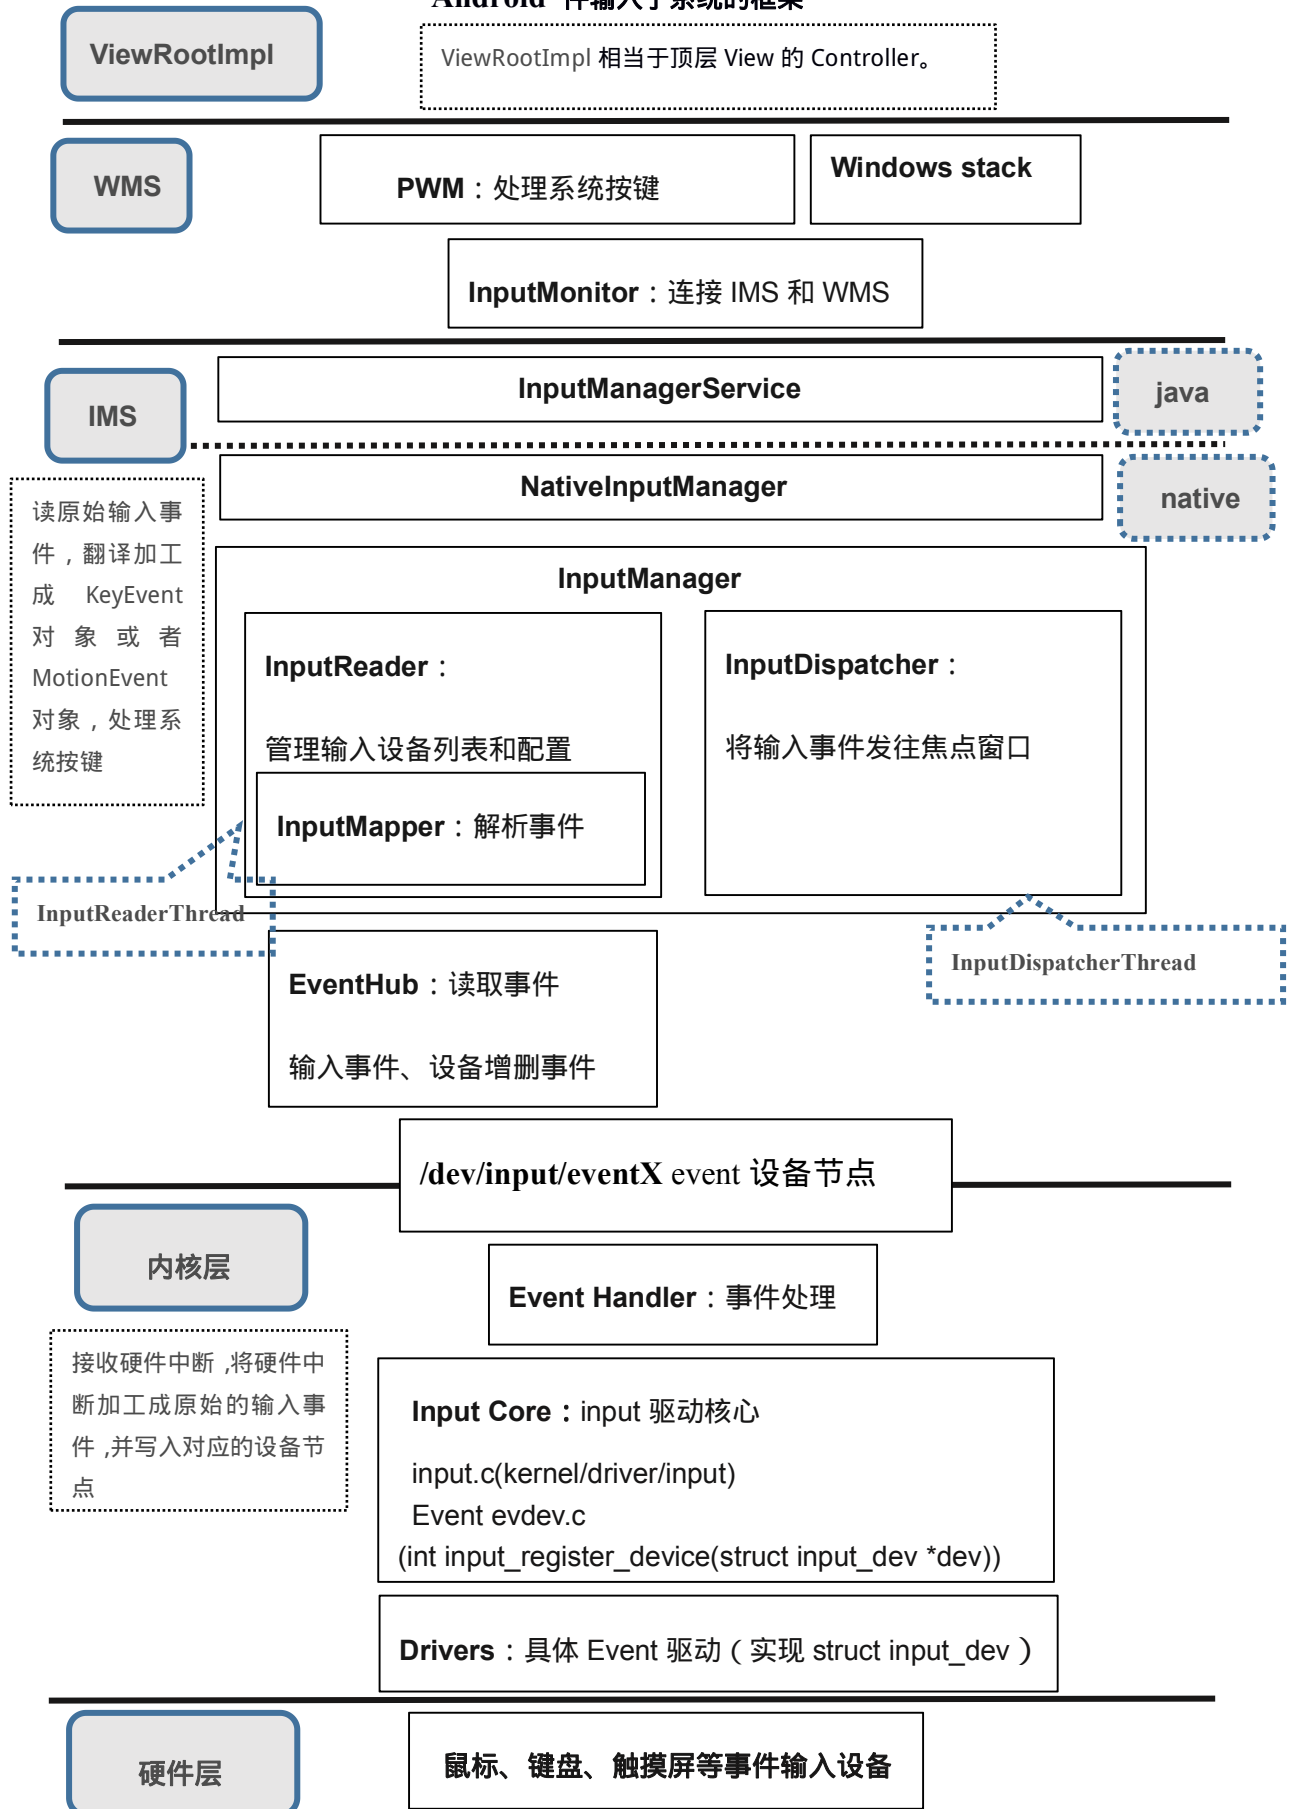 Android 件输入子系统的框架
ViewRootImpl
ViewRootImpl 相当于顶层 View 的 Controller。
WMS
PWM：处理系统按键
Windows stack
InputMonitor：连接 IMS 和 WMS
IMS
InputManagerService
java
NativeInputManager
native
读原始输入事
件，翻译加工
成 KeyEvent
对象或者
MotionEvent
对象，处理系
统按键
InputManager
InputReader：
管理输入设备列表和配置
InputMapper：解析事件
InputDispatcher：
将输入事件发往焦点窗口
InputReaderThread
InputDispatcherThread
EventHub：读取事件
输入事件、设备增删事件
/dev/input/eventX event 设备节点
内核层
Event Handler：事件处理
接收硬件中断,将硬件中
断加工成原始的输入事
件,并写入对应的设备节
点
Input Core：input 驱动核心
input.c(kernel/driver/input)
Event evdev.c
(int input_register_device(struct input_dev *dev))
Drivers：具体 Event 驱动（实现 struct input_dev）
硬件层
鼠标、键盘、触摸屏等事件输入设备